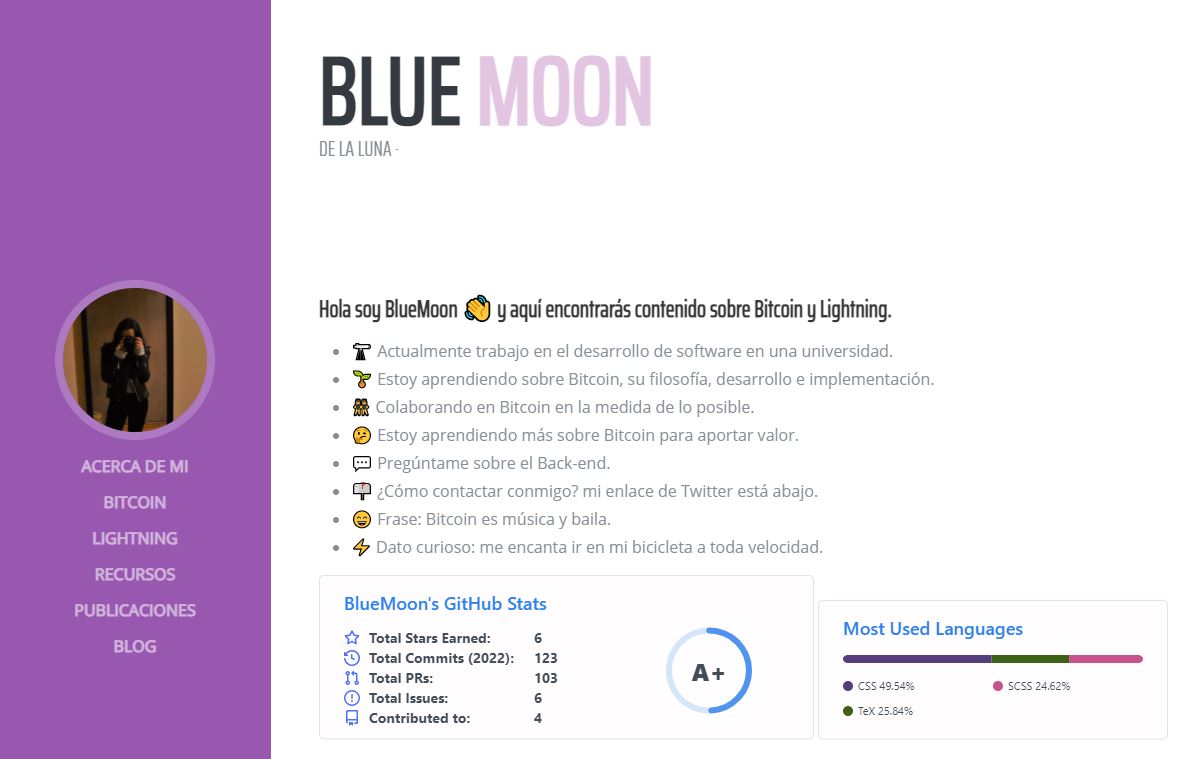 BLUE MOON
DE LA LUNA ·
ACERCA DE MI
BITCOIN
LIGHTNING
RECURSOS
PUBLICACIONES
BLOG
Hola soy BlueMoon 👋 y aquí encontrarás contenido sobre Bitcoin y Lightning.
Actualmente trabajo en el desarrollo de software en una universidad.
Estoy aprendiendo sobre Bitcoin, su filosofía, desarrollo e implementación.
Colaborando en Bitcoin en la medida de lo posible.
Estoy aprendiendo más sobre Bitcoin para aportar valor.
Pregúntame sobre el Back-end.
¿Cómo contactar conmigo? mi enlace de Twitter está abajo.
Frase: Bitcoin es música y baila.
Dato curioso: me encanta ir en mi bicicleta a toda velocidad.
BlueMoon's GitHub Stats
Total Stars Earned: 6
Total Commits (2022): 123
Total PRs: 103
Total Issues: 6
Contributed to: 4
A+
Most Used Languages
CSS 49.54%
SCSS 24.62%
TeX 25.84%